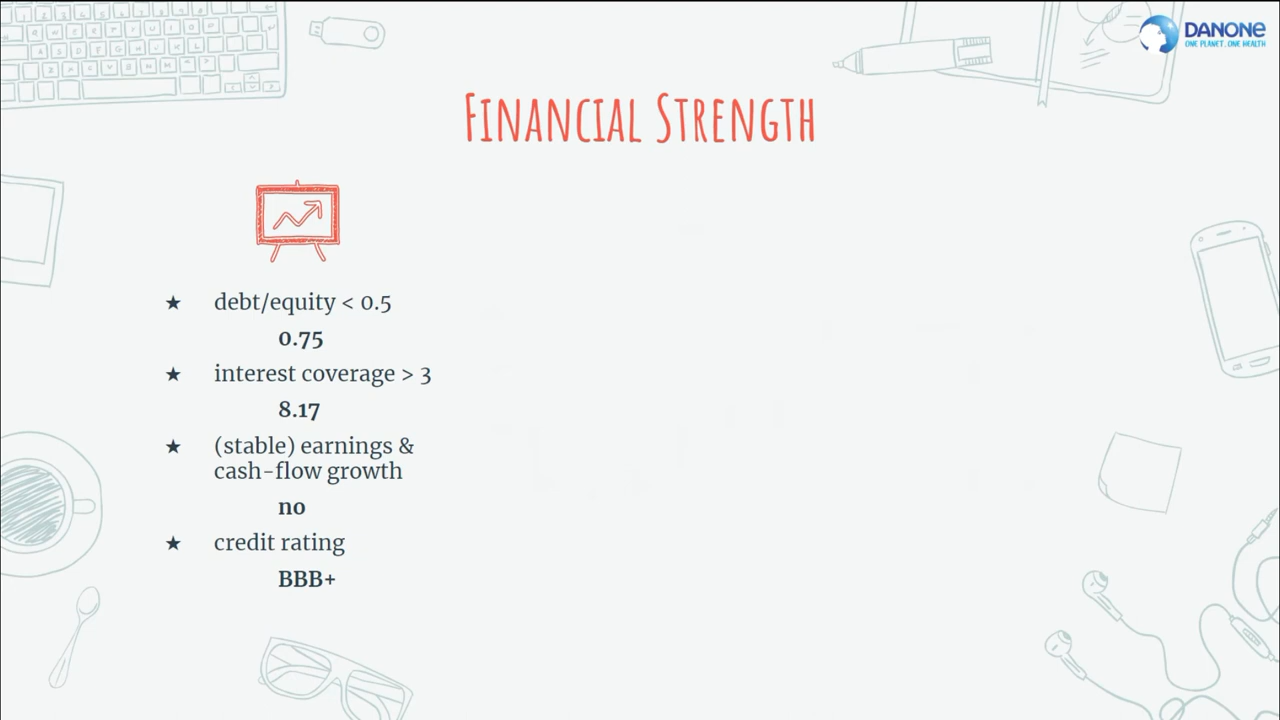 DANONE
ONE PLANET. ONE HEALTH
FINANCIAL STRENGTH
★ debt/equity < 0.5
0.75
★ interest coverage > 3
8.17
★ (stable) earnings &
cash-flow growth
no
★ credit rating
BBB+